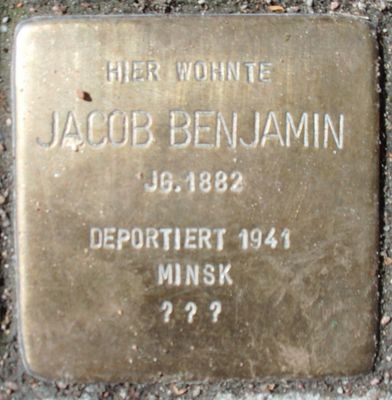 HIER WOHNTE
JACOB BENJAMIN
JG. 1882
DEPORTIERT 1941
MINSK
? ? ?